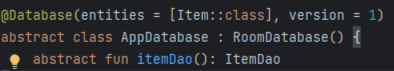 @Database(entities = [Item::class], version = 1)
abstract class AppDatabase : RoomDatabase() {
    abstract fun itemDao(): ItemDao